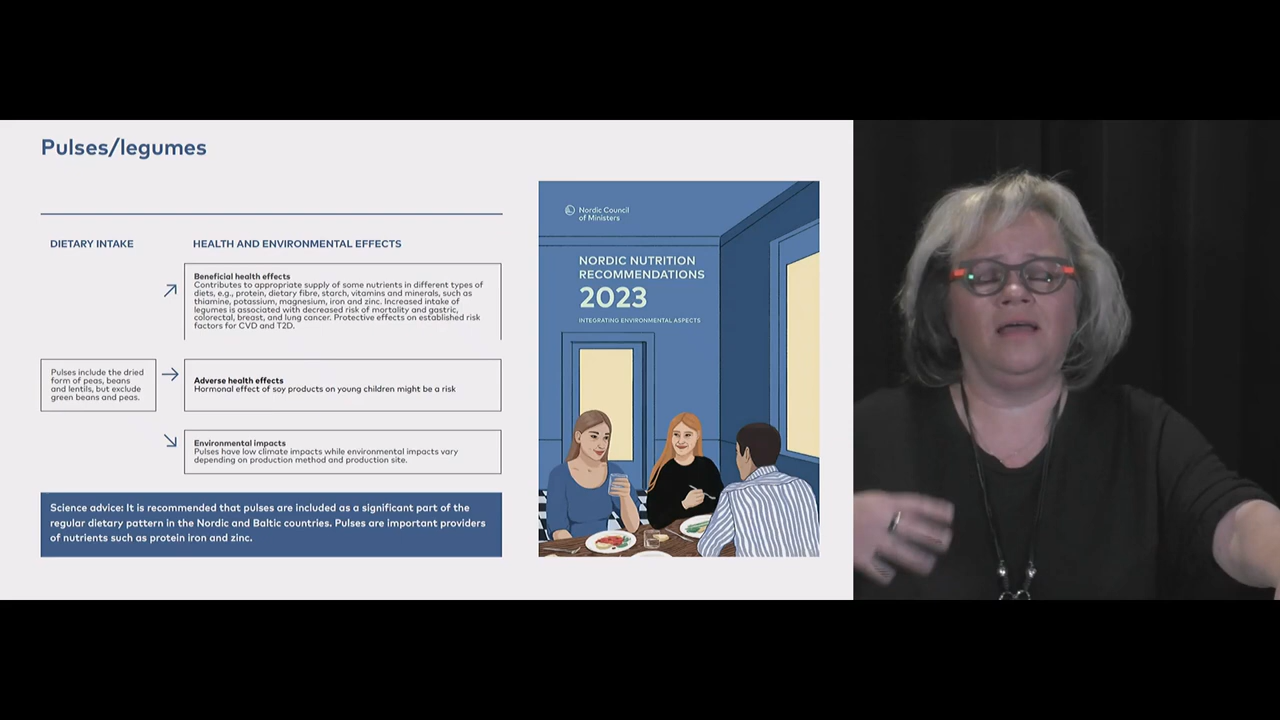 Pulses/legumes
DIETARY INTAKE
HEALTH AND ENVIRONMENTAL EFFECTS
Beneficial health effects
Contributes to appropriate supply of some nutrients in different types of
diets, e.g., protein, dietary fibre, starch, vitamins and minerals, such as
thiamine, potassium, magnesium, iron and zinc. Increased intake of
legumes is associated with decreased risk of mortality and gastric,
colorectal, breast, and lung cancer. Protective effects on established risk
factors for CVD and T2D.
Pulses include the dried
form of peas, beans
and lentils, but exclude
green beans and peas.
Adverse health effects
Hormonal effect of soy products on young children might be a risk
Environmental impacts
Pulses have low climate impacts while environmental impacts vary
depending on production method and production site.
Science advice: It is recommended that pulses are included as a significant part of the
regular dietary pattern in the Nordic and Baltic countries. Pulses are important providers
of nutrients such as protein iron and zinc.
Nordic Council
of Ministers
NORDIC NUTRITION
RECOMMENDATIONS
2023
INTEGRATING ENVIRONMENTAL ASPECTS